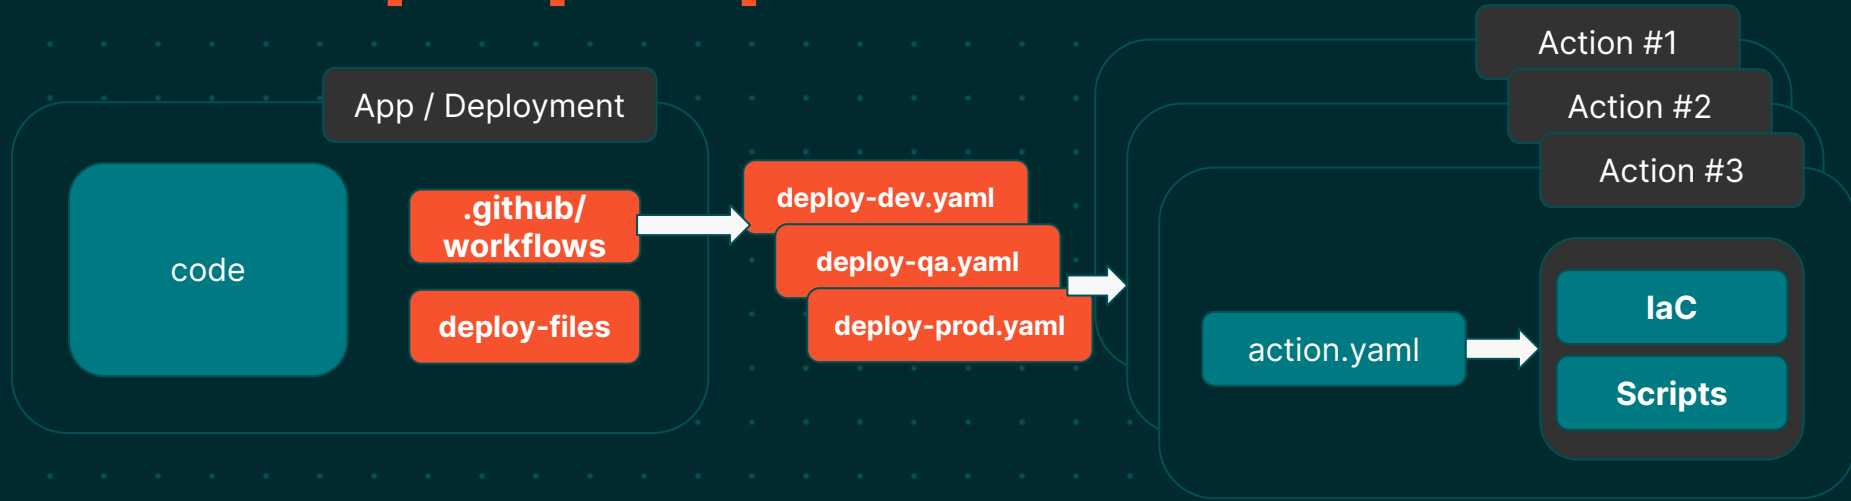 App / Deployment
code
.github/
workflows
deploy-files
deploy-dev.yaml
deploy-qa.yaml
deploy-prod.yaml
Action #1
Action #2
Action #3
action.yaml
IaC
Scripts